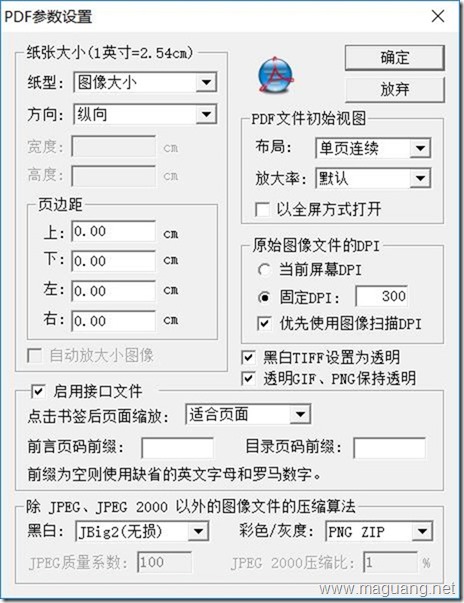 PDF参数设置
纸张大小(1英寸=2.54cm)
纸型: 图像大小
方向: 纵向
宽度: cm
高度: cm
页边距
上: 0.00 cm
下: 0.00 cm
左: 0.00 cm
右: 0.00 cm
自动放大小图像
确定
放弃
PDF文件初始视图
布局: 单页连续
放大率: 默认
以全屏方式打开
原始图像文件的DPI
当前屏幕DPI
固定DPI: 300
优先使用图像扫描DPI
黑白TIFF设置为透明
透明GIF、PNG保持透明
启用接口文件
点击书签后页面缩放: 适合页面
前言页码前缀: 目录页码前缀:
前缀为空则使用缺省的英文字母和罗马数字。
除 JPEG、JPEG 2000 以外的图像文件的压缩算法
黑白: JBig2(无损) 彩色/灰度: PNG ZIP
JPEG质量系数: 100 JPEG 2000压缩比: 1 %
www.maguang.net